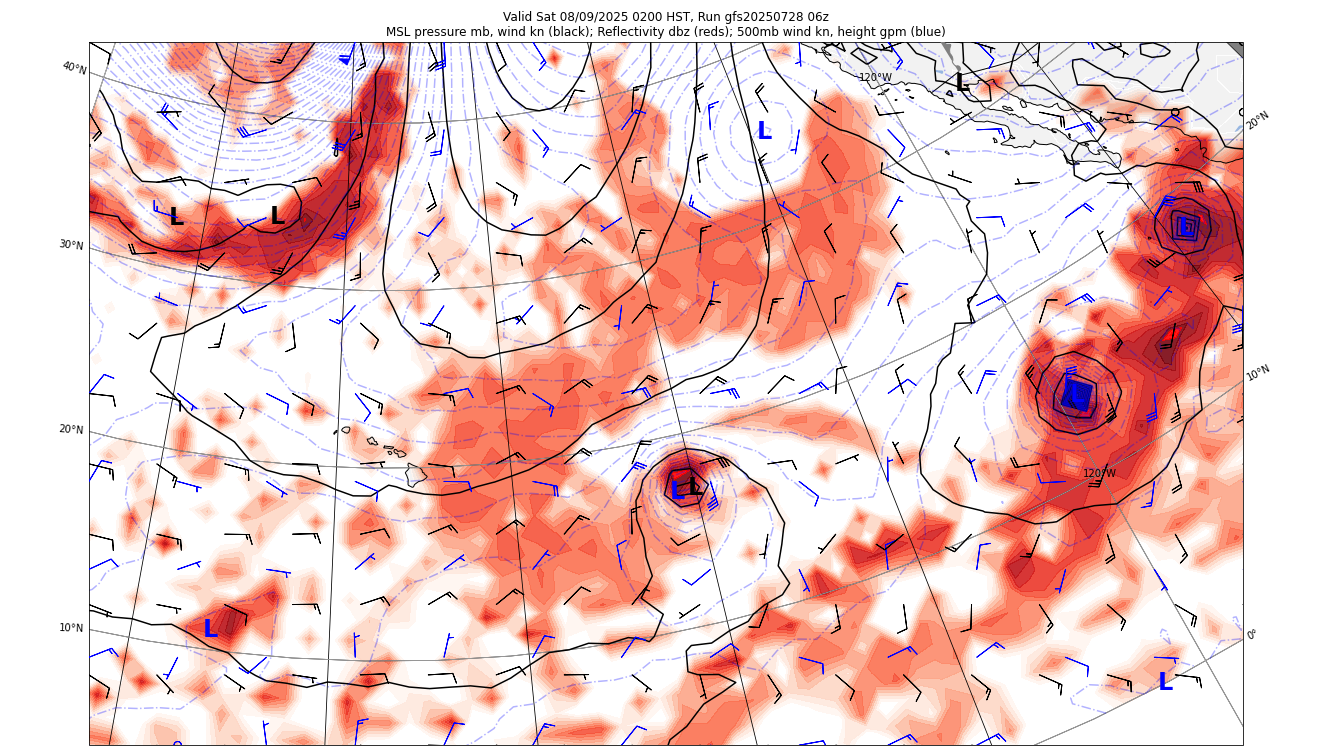 Valid Sat 08/09/2025 0200 HST, Run gfs20250728 06z
MSL pressure mb, wind kn (black); Reflectivity dbz (reds); 500mb wind kn, height gpm (blue)
40°N
120°W
L
20°N
L
L
L
L
30°N
10°N
L
20°N
120°W
L
L
L
10°N
0°
L